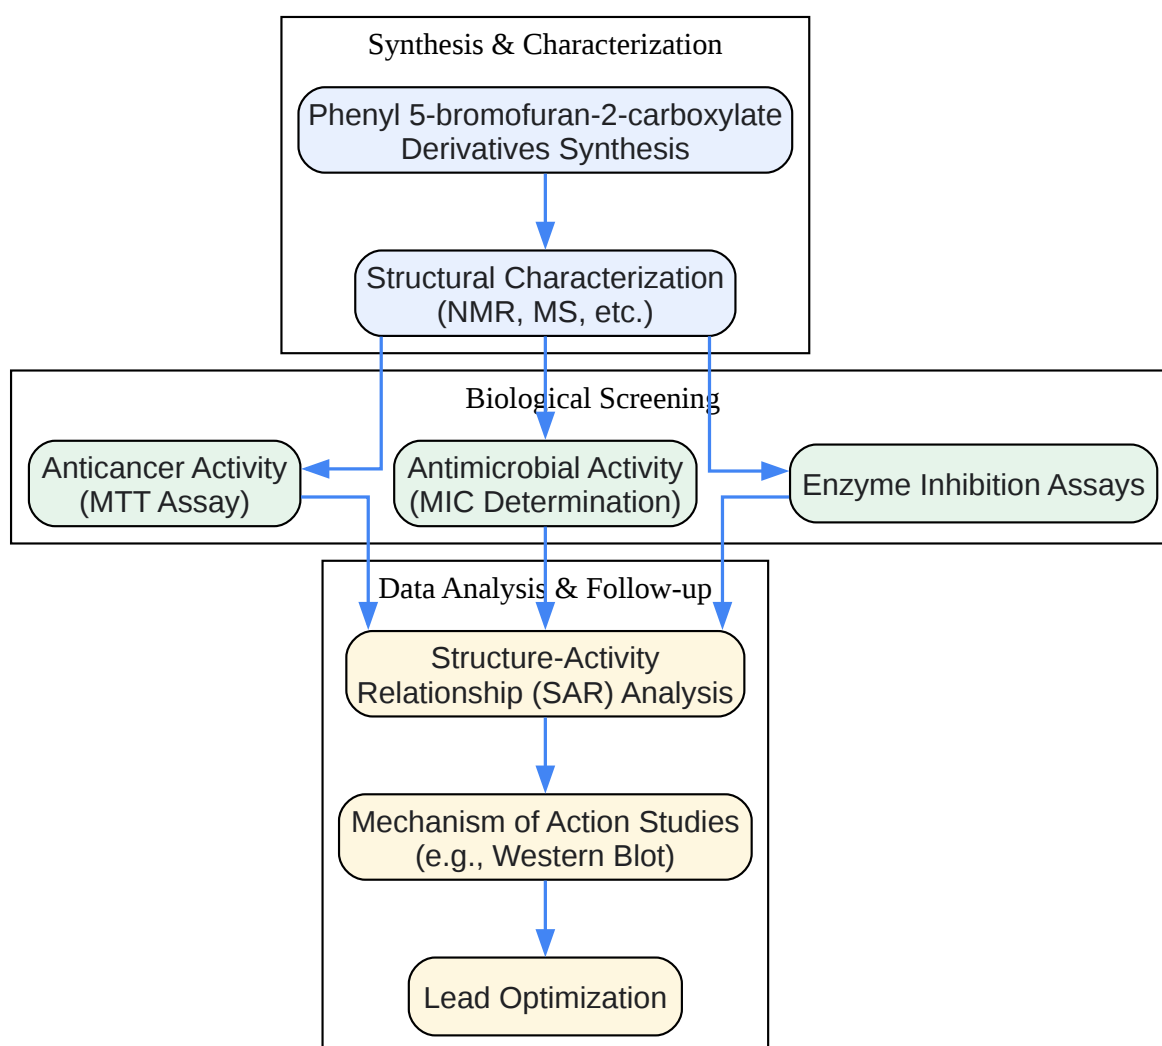 Synthesis & Characterization
Phenyl 5-bromofuran-2-carboxylate
Derivatives Synthesis
Structural Characterization
(NMR, MS, etc.)
Biological Screening
Anticancer Activity
(MTT Assay)
Antimicrobial Activity
(MIC Determination)
Enzyme Inhibition Assays
Data Analysis & Follow-up
Structure-Activity
Relationship (SAR) Analysis
Mechanism of Action Studies
(e.g., Western Blot)
Lead Optimization